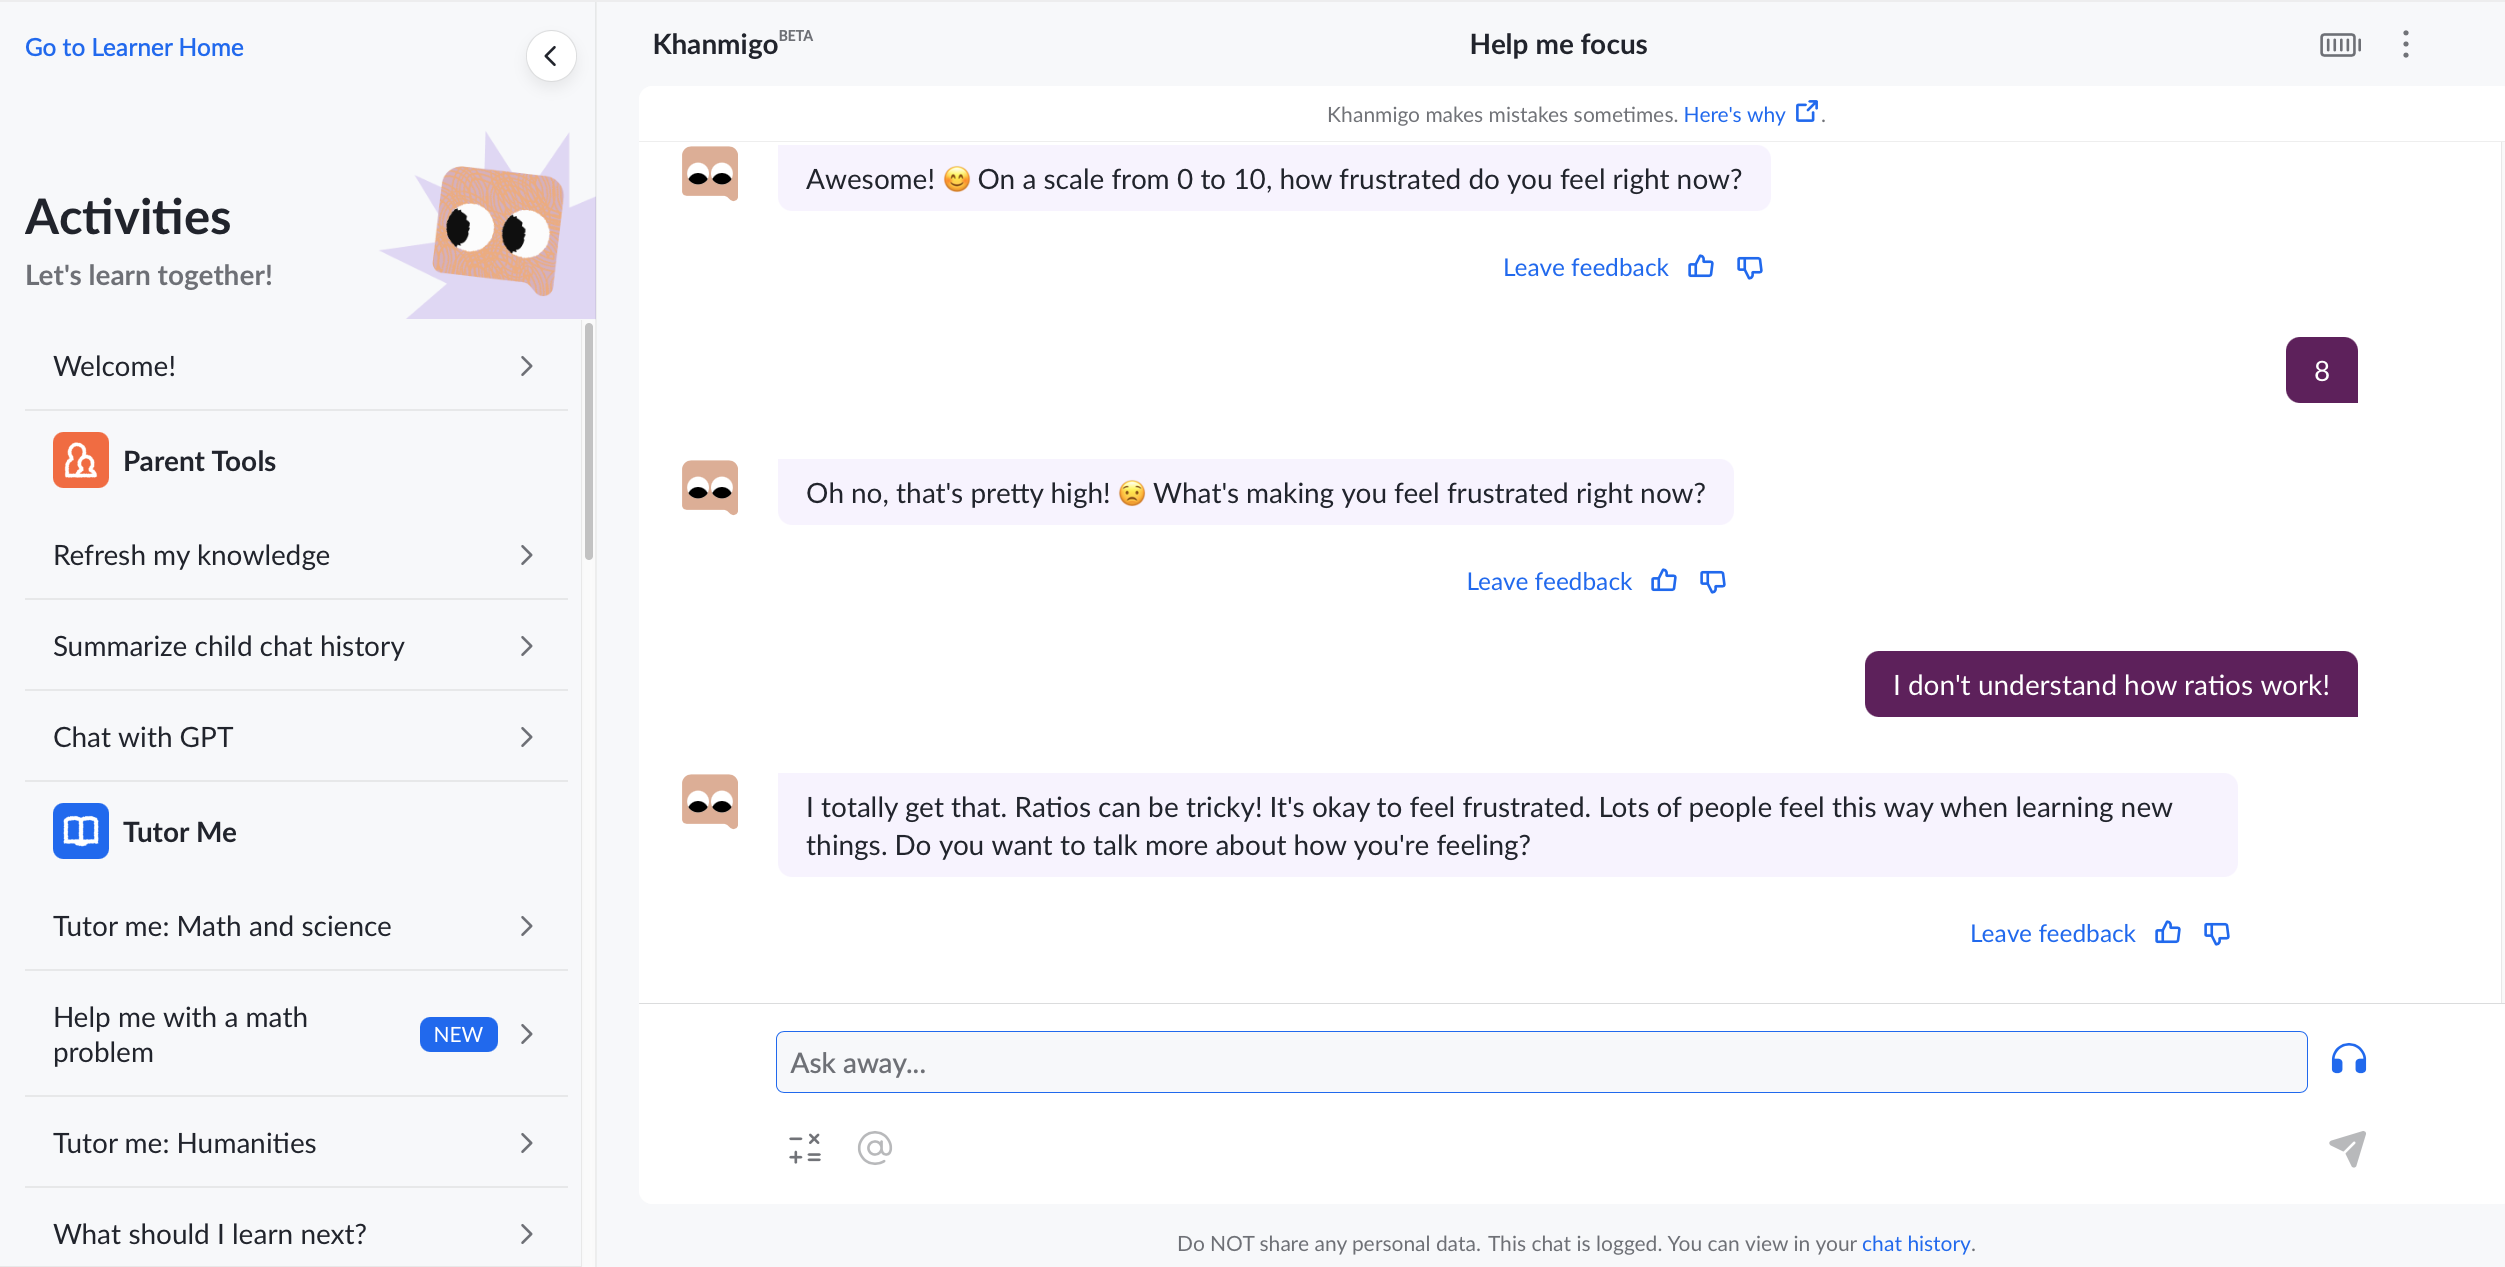 Go to Learner Home
Activities
Let's learn together!
Welcome!
Parent Tools
Refresh my knowledge
Summarize child chat history
Chat with GPT
Tutor Me
Tutor me: Math and science
Help me with a math
problem
NEW
Tutor me: Humanities
What should I learn next?
Khanmigo BETA
Help me focus
Khanmigo makes mistakes sometimes. Here's why.
Awesome! 😊 On a scale from 0 to 10, how frustrated do you feel right now?
Leave feedback
8
Oh no, that's pretty high! 😟 What's making you feel frustrated right now?
Leave feedback
I don't understand how ratios work!
I totally get that. Ratios can be tricky! It's okay to feel frustrated. Lots of people feel this way when learning new
things. Do you want to talk more about how you're feeling?
Leave feedback
Ask away...
Do NOT share any personal data. This chat is logged. You can view in your chat history.